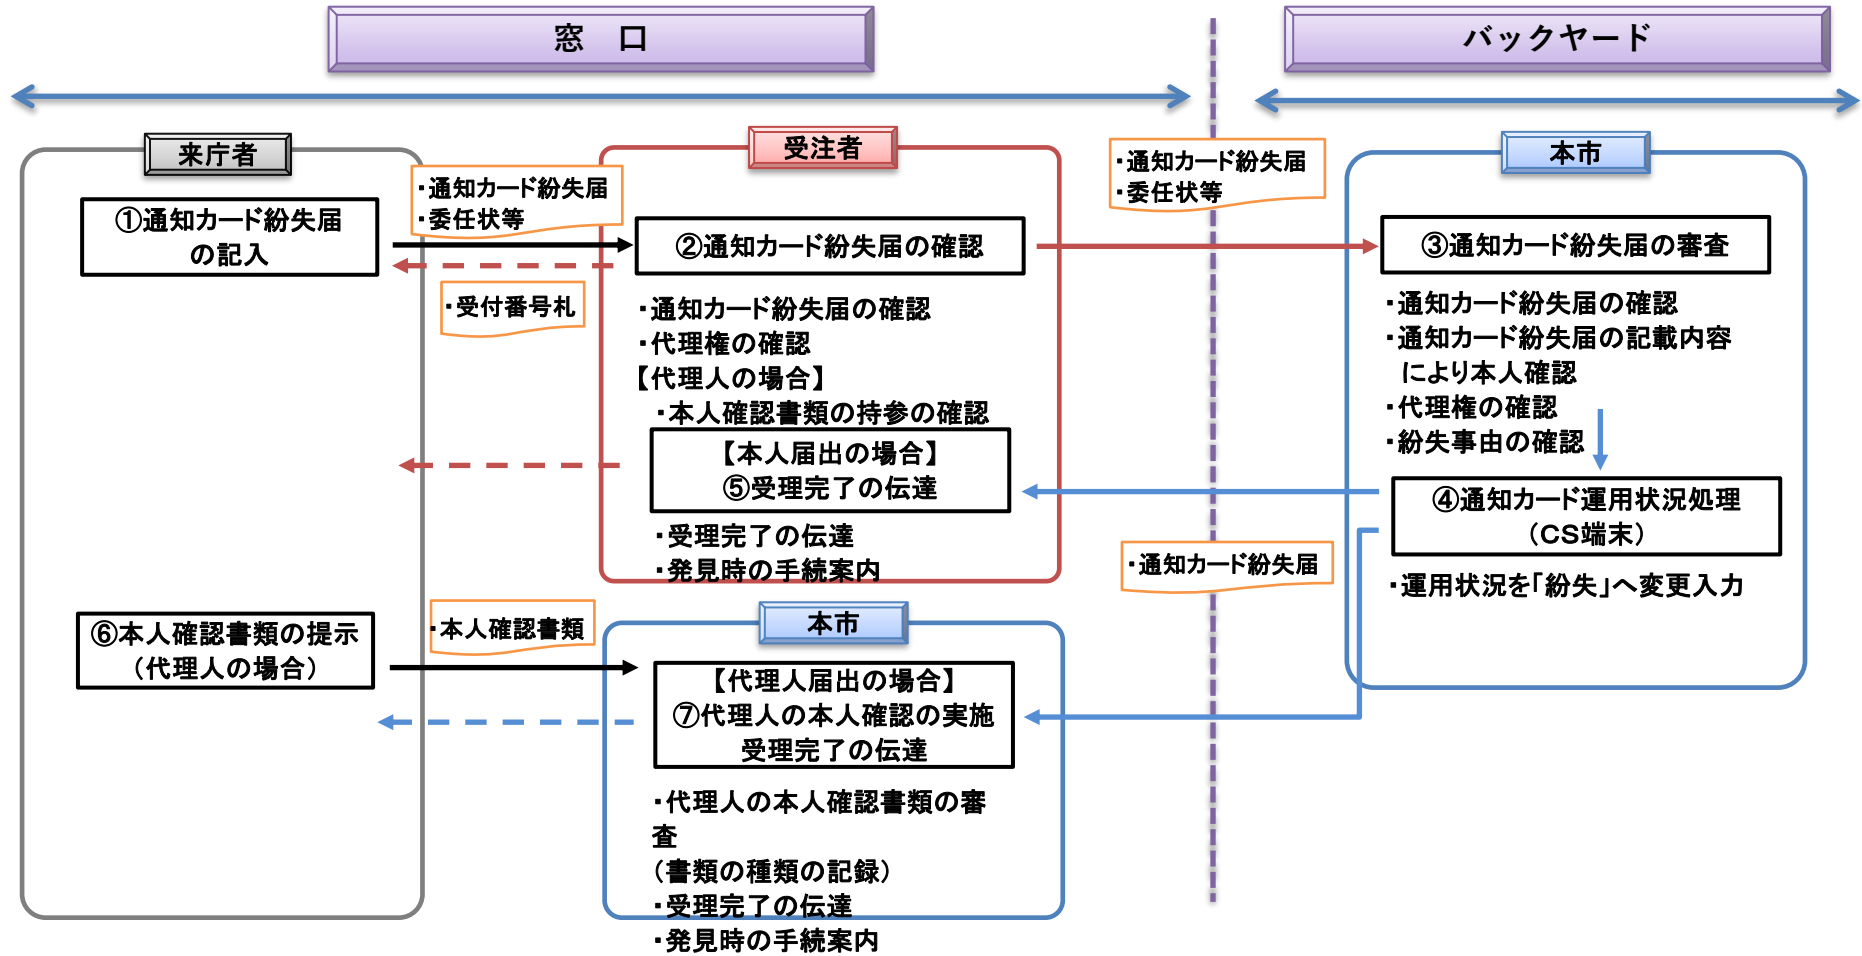 窓　口
バックヤード
来庁者
①通知カード紛失届
の記入
・通知カード紛失届
・委任状等
・受付番号札
受注者
②通知カード紛失届の確認
・通知カード紛失届の確認
・代理権の確認
【代理人の場合】
・本人確認書類の持参の確認
【本人届出の場合】
⑤受理完了の伝達
・受理完了の伝達
・発見時の手続案内
・通知カード紛失届
・委任状等
本市
③通知カード紛失届の審査
・通知カード紛失届の確認
・通知カード紛失届の記載内容
により本人確認
・代理権の確認
・紛失事由の確認
④通知カード運用状況処理
（CS端末）
・運用状況を「紛失」へ変更入力
・通知カード紛失届
⑥本人確認書類の提示
（代理人の場合）
・本人確認書類
本市
【代理人届出の場合】
⑦代理人の本人確認の実施
受理完了の伝達
・代理人の本人確認書類の審
査
（書類の種類の記録）
・受理完了の伝達
・発見時の手続案内